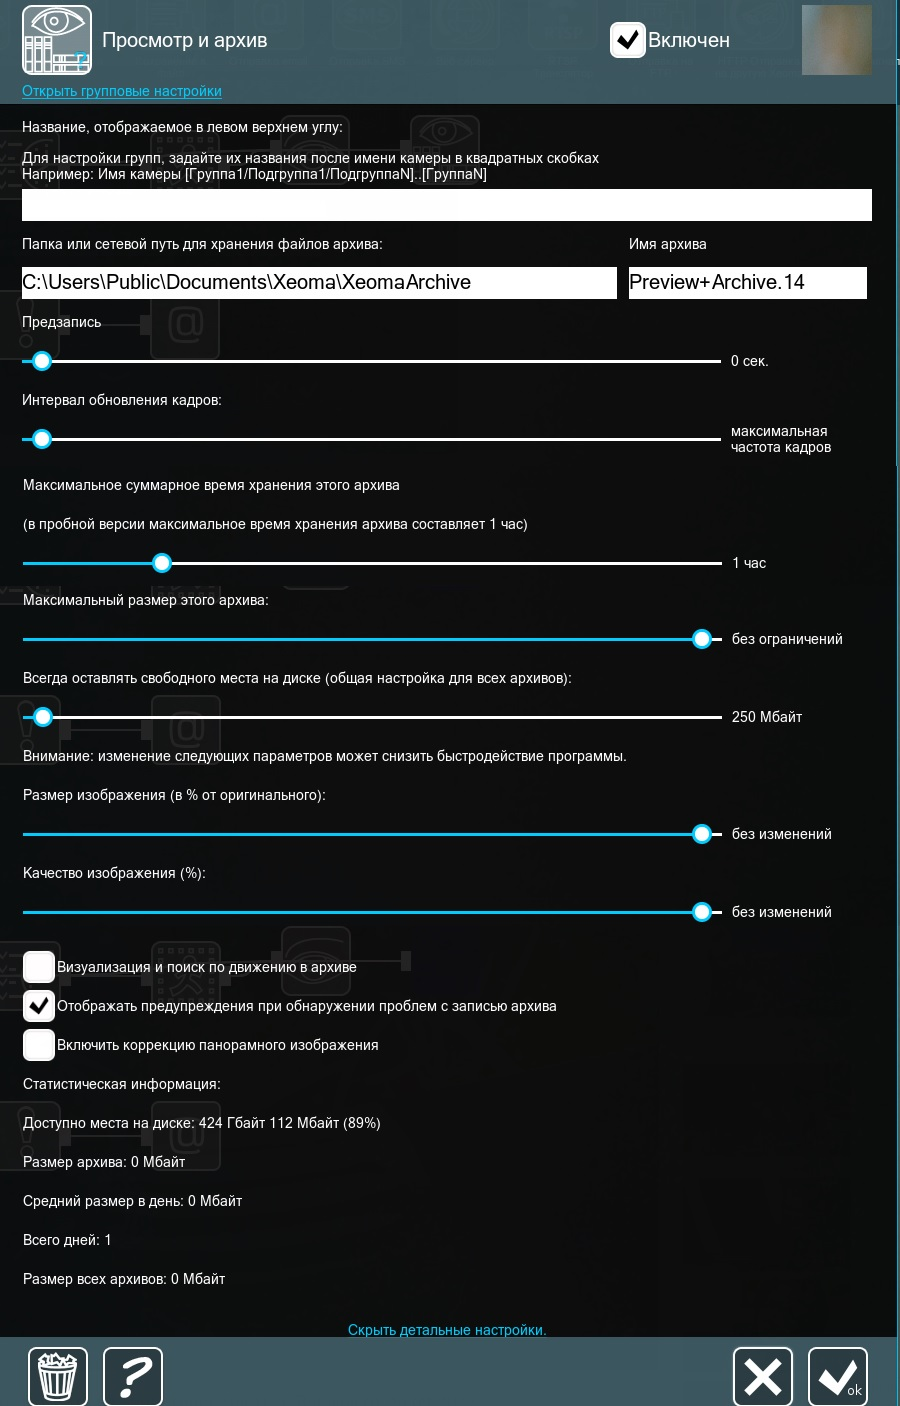 Просмотр и архив
Включен
Открыть групповые настройки
Название, отображаемое в левом верхнем углу:
Для настройки групп, задайте их названия после имени камеры в квадратных скобках
Например: Имя камеры [Группа1/Подгруппа1/ПодгруппаN]..[ГруппаN]
Папка или сетевой путь для хранения файлов архива:
Имя архива
C:\Users\Public\Documents\Xeoma\XeomaArchive
Preview+Archive.14
Предзапись
0 сек.
Интервал обновления кадров:
максимальная
частота кадров
Максимальное суммарное время хранения этого архива
(в пробной версии максимальное время хранения архива составляет 1 час)
1 час
Максимальный размер этого архива:
без ограничений
Всегда оставлять свободного места на диске (общая настройка для всех архивов):
250 Мбайт
Внимание: изменение следующих параметров может снизить быстродействие программы.
Размер изображения (в % от оригинального):
без изменений
Качество изображения (%):
без изменений
Визуализация и поиск по движению в архиве
Отображать предупреждения при обнаружении проблем с записью архива
Включить коррекцию панорамного изображения
Статистическая информация:
Доступно места на диске: 424 Гбайт 112 Мбайт (89%)
Размер архива: 0 Мбайт
Средний размер в день: 0 Мбайт
Всего дней: 1
Размер всех архивов: 0 Мбайт
Скрыть детальные настройки.
?
ok